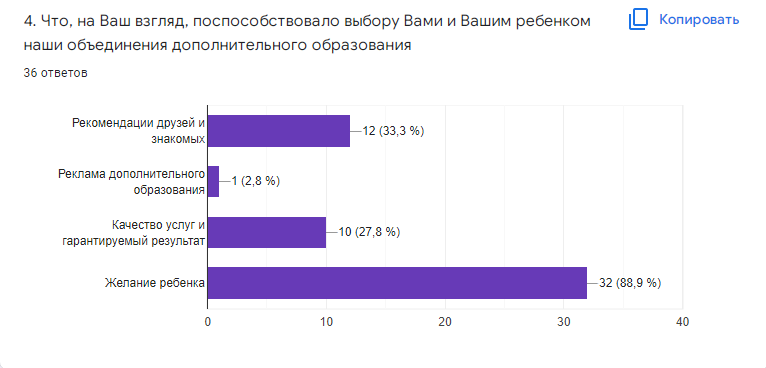 4. Что, на Ваш взгляд, поспособствовало выбору Вами и Вашим ребенком
наши объединения дополнительного образования
Копировать
36 ответов
Рекомендации друзей и
знакомых
12 (33,3 %)
Реклама дополнительного
образования
1 (2,8 %)
Качество услуг и
гарантируемый результат
10 (27,8 %)
Желание ребенка
32 (88,9 %)
0 10 20 30 40